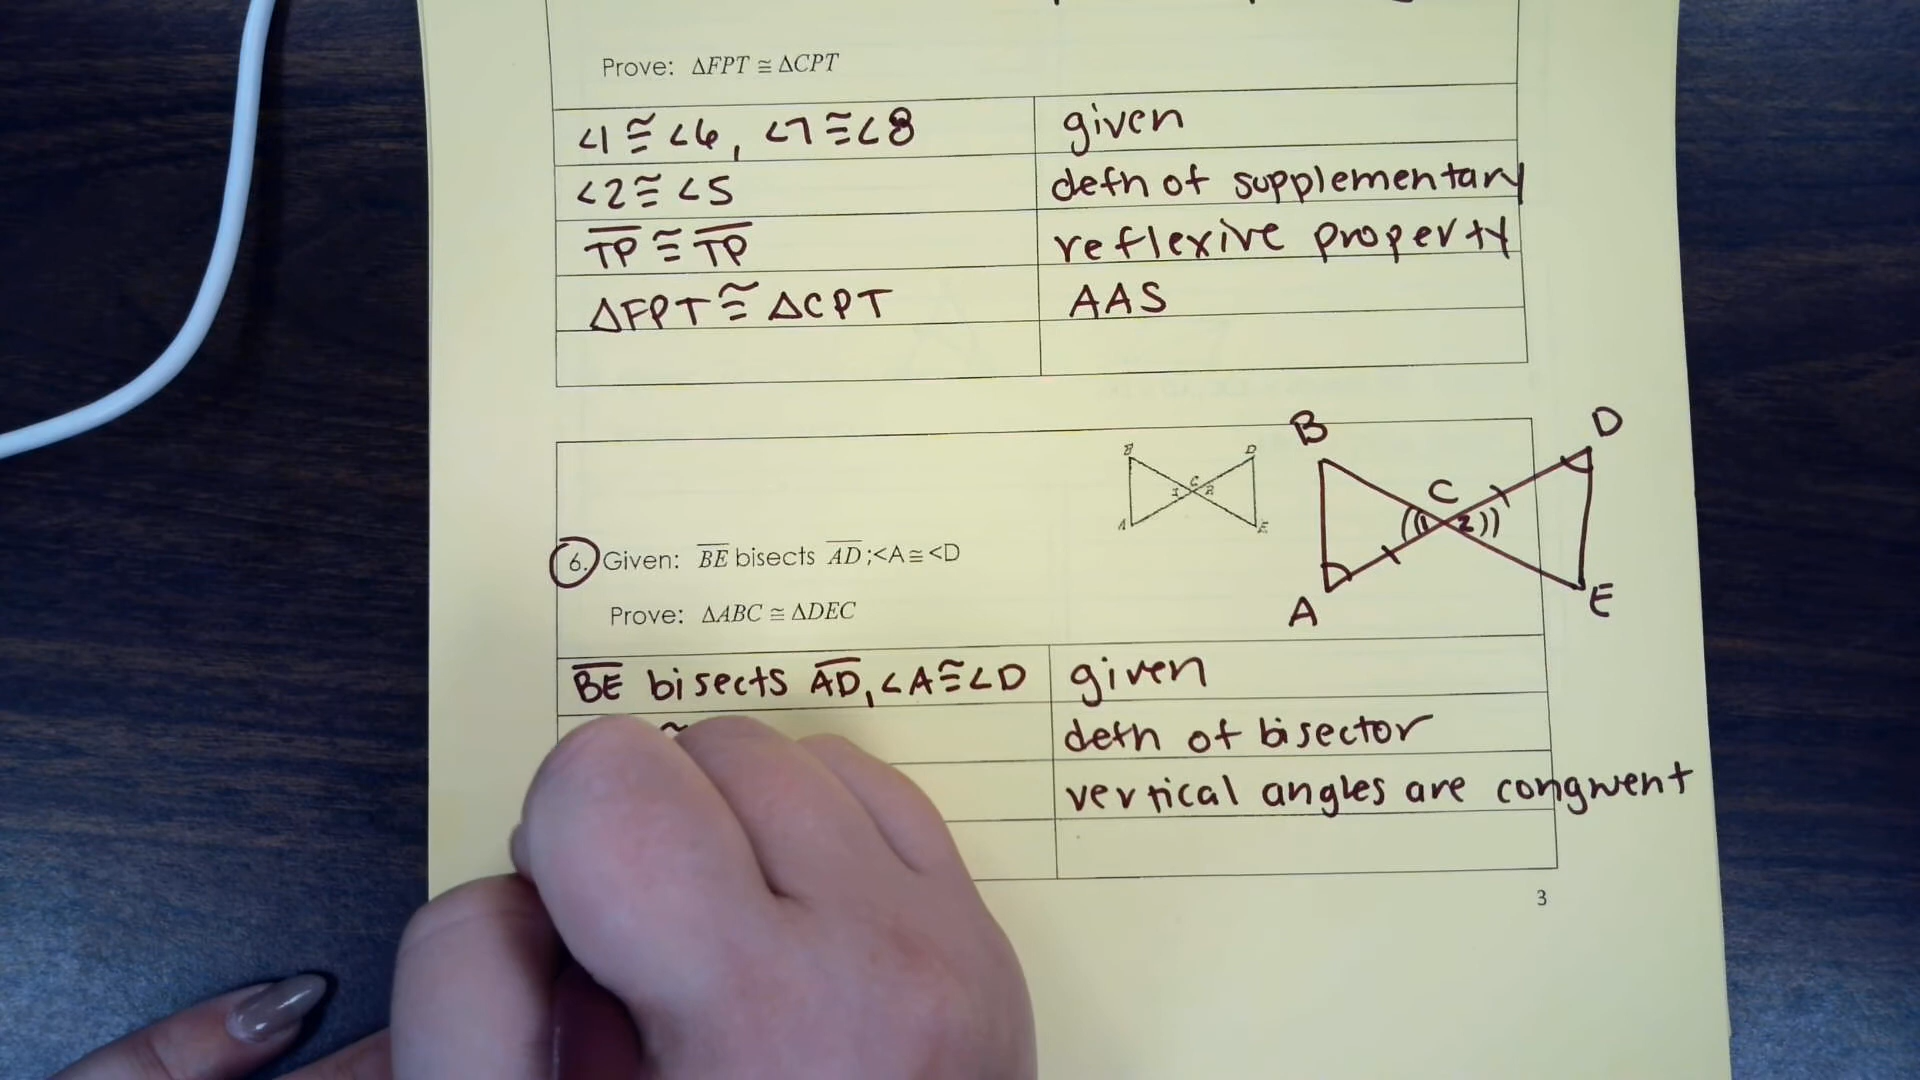 Prove: ΔFPT ≅ ΔCPT
<1 ≅ <6, <7 ≅ <8 given
<2 ≅ <5 defn of supplementary
TP ≅ TP reflexive property
ΔFPT ≅ ΔCPT AAS
B D
B D
C
1 2
C
1 2
A E
A E
6. Given: BE bisects AD ;<A ≅ <D
Prove: ΔABC ≅ ΔDEC
BE bisects AD, <A ≅ <D given
≅ defn of bisector
vertical angles are congruent
3